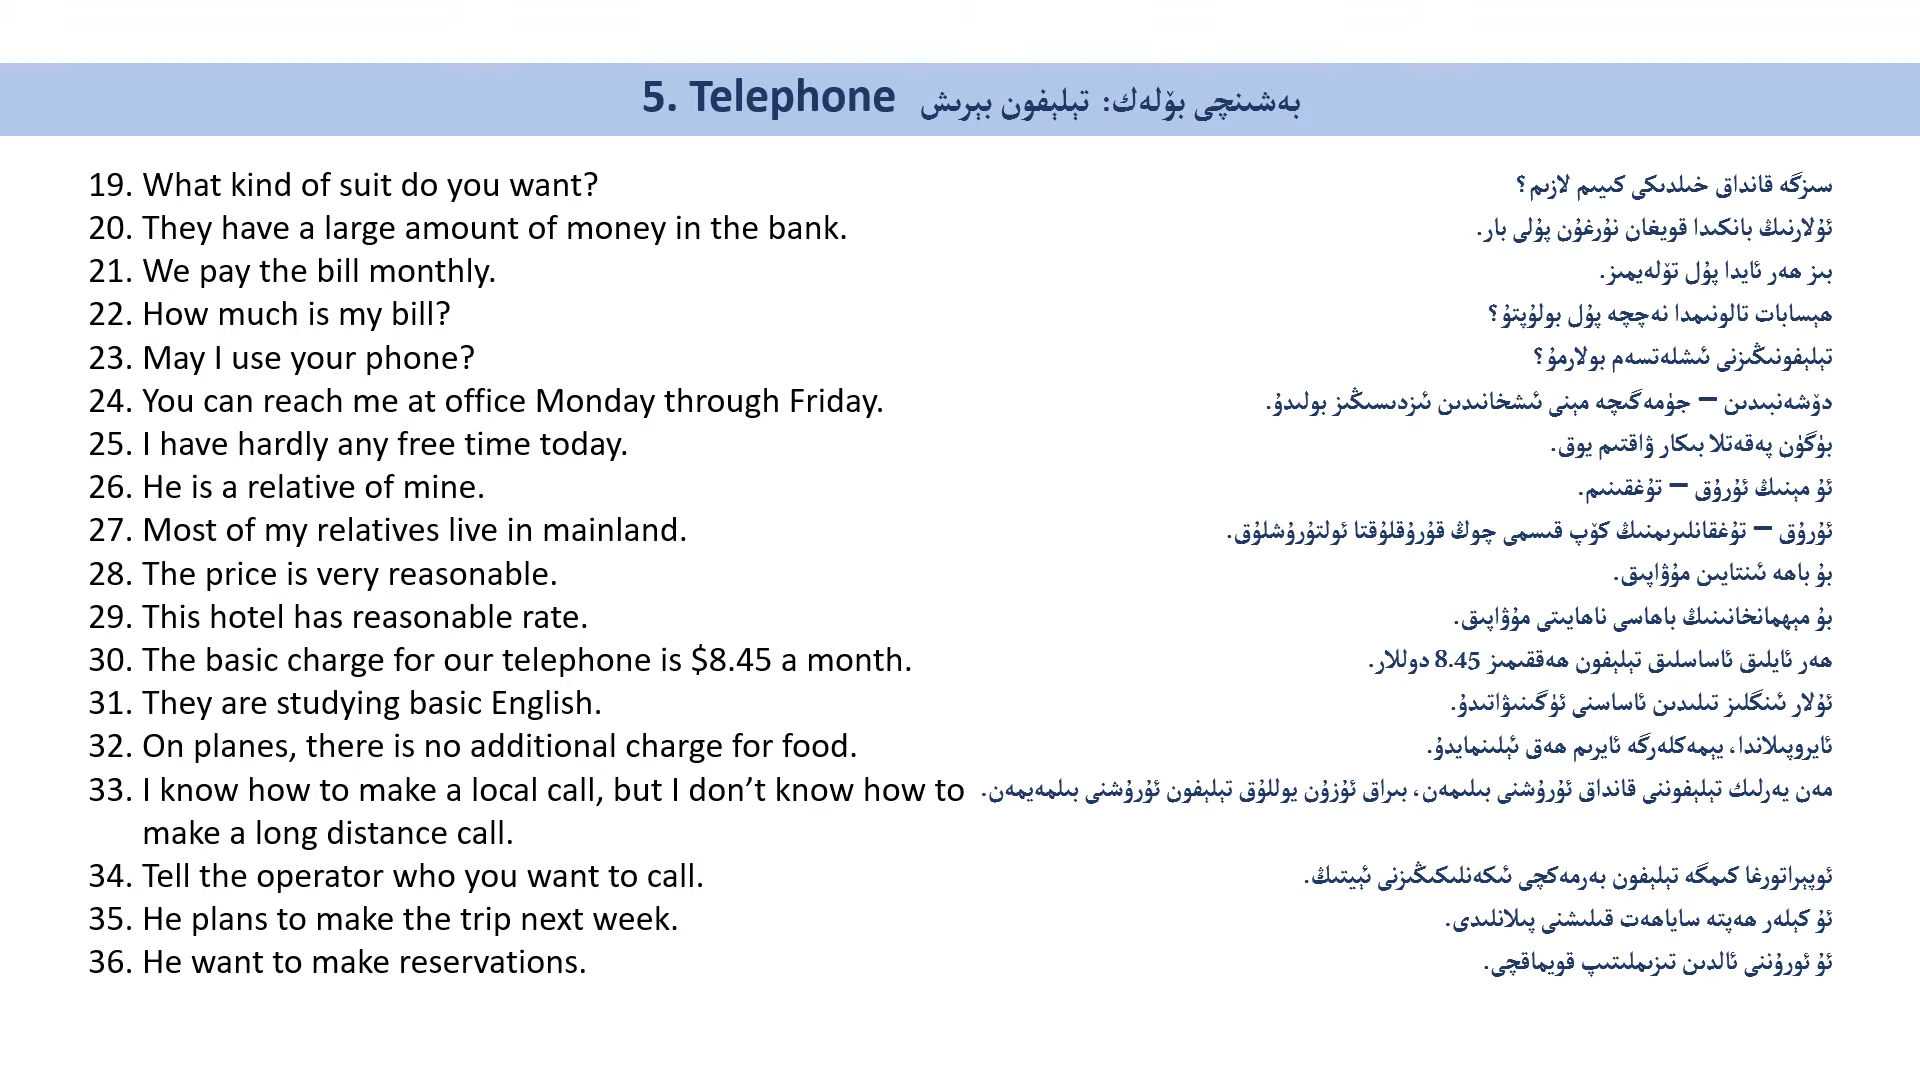 5. Telephone بەشىنچى بۆلەك: تېلېفون بېرىش
19. What kind of suit do you want? سىزگە قانداق خىلدىكى كىيىم لازىم؟
20. They have a large amount of money in the bank. ئۇلارنىڭ بانكىدا قويغان نۇرغۇن پۇلى بار.
21. We pay the bill monthly. بىز ھەر ئايدا پۇل تۆلەيمىز.
22. How much is my bill? ھېسابات تالونىمدا نەچچە پۇل بولۇپتۇ؟
23. May I use your phone? تېلېفونىڭىزنى ئىشلەتسەم بولارمۇ؟
24. You can reach me at office Monday through Friday. دۆشەنبىدىن – جۈمەگىچە مېنى ئىشخانىدىن ئىزدىسىڭىز بولىدۇ.
25. I have hardly any free time today. بۈگۈن پەقەتلا بىكار ۋاقتىم يوق.
26. He is a relative of mine. ئۇ مېنىڭ ئۇرۇق – تۇغقىنىم.
27. Most of my relatives live in mainland. ئۇرۇق – تۇغقانلىرىمنىڭ كۆپ قىسمى چوڭ قۇرۇقلۇقتا ئولتۇرۇشلۇق.
28. The price is very reasonable. بۇ باھە ئىنتايىن مۇۋاپىق.
29. This hotel has reasonable rate. بۇ مېھمانخانىنىڭ باھاسى ناھايىتى مۇۋاپىق.
30. The basic charge for our telephone is $8.45 a month. ھەر ئايلىق ئاساسلىق تېلېفون ھەققىمىز 8.45 دوللار.
31. They are studying basic English. ئۇلار ئىنگلىز تىلىدىن ئاساسنى ئۈگىنىۋاتىدۇ.
32. On planes, there is no additional charge for food. ئايروپىلاندا، يېمەكلەرگە ئايرىم ھەق ئېلىنمايدۇ.
33. I know how to make a local call, but I don’t know how to مەن يەرلىك تېلېفوننى قانداق ئۇرۇشنى بىلىمەن، بىراق ئۇزۇن يوللۇق تېلېفون ئۇرۇشنى بىلمەيمەن.
make a long distance call.
34. Tell the operator who you want to call. ئوپېراتورغا كىمگە تېلېفون بەرمەكچى ئىكەنلىكىڭىزنى ئېيتىڭ.
35. He plans to make the trip next week. ئۇ كېلەر ھەپتە ساياھەت قىلىشنى پىلانلىدى.
36. He want to make reservations. ئۇ ئورۇننى ئالدىن تىزىملىتىپ قويماقچى.